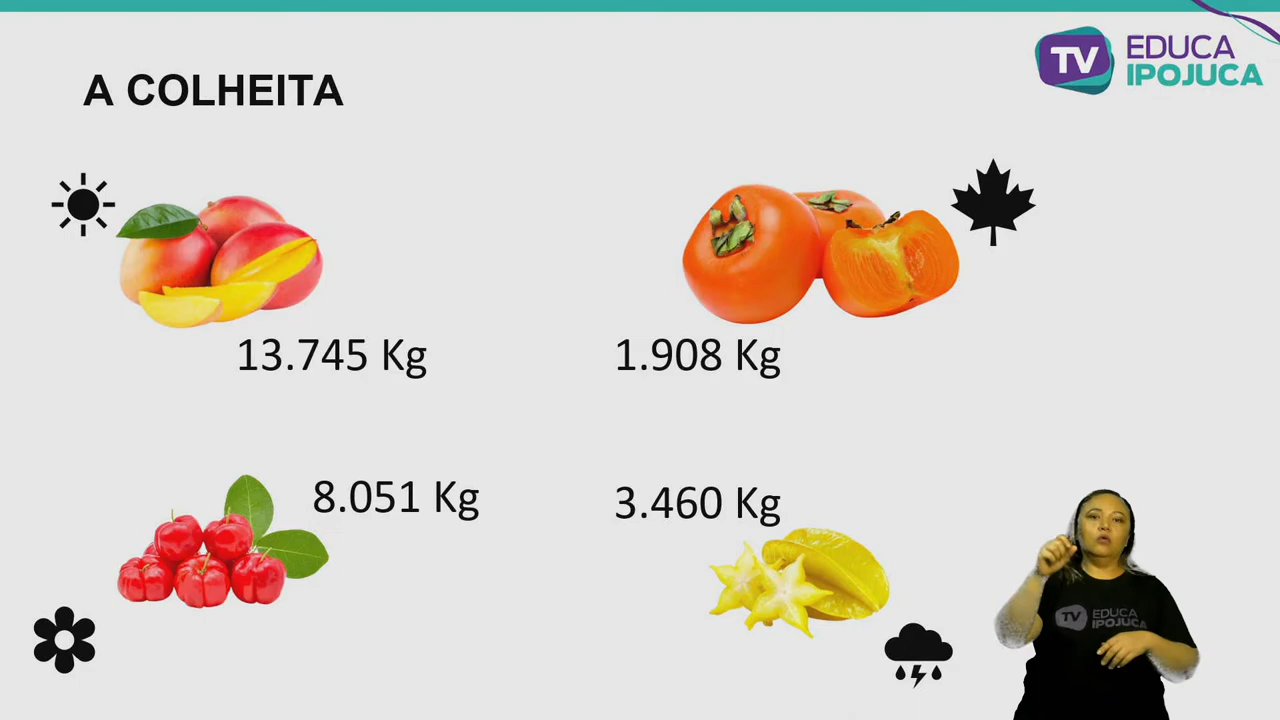 TV EDUCA
IPOJUCA
A COLHEITA
13.745 Kg
1.908 Kg
8.051 Kg
3.460 Kg
TV EDUCA
IPOJUCA